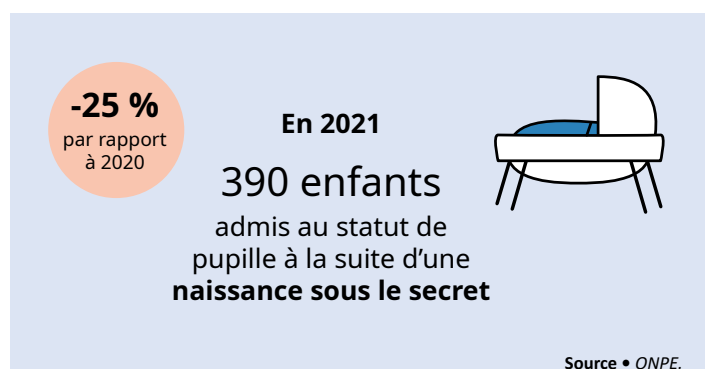 -25 %
par rapport
à 2020
En 2021
390 enfants
admis au statut de
pupille à la suite d’une
naissance sous le secret
Source • ONPE.